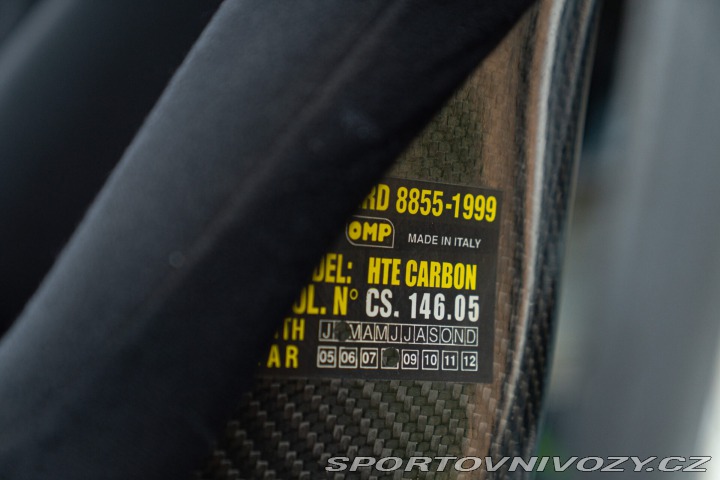 RD 8855-1999
OMP MADE IN ITALY
DEL: HTE CARBON
OL. N° CS. 146.05
TH J MAMJJASOND
AR 05 06 07 09 10 11 12
SPORTOVNIVOZY.CZ